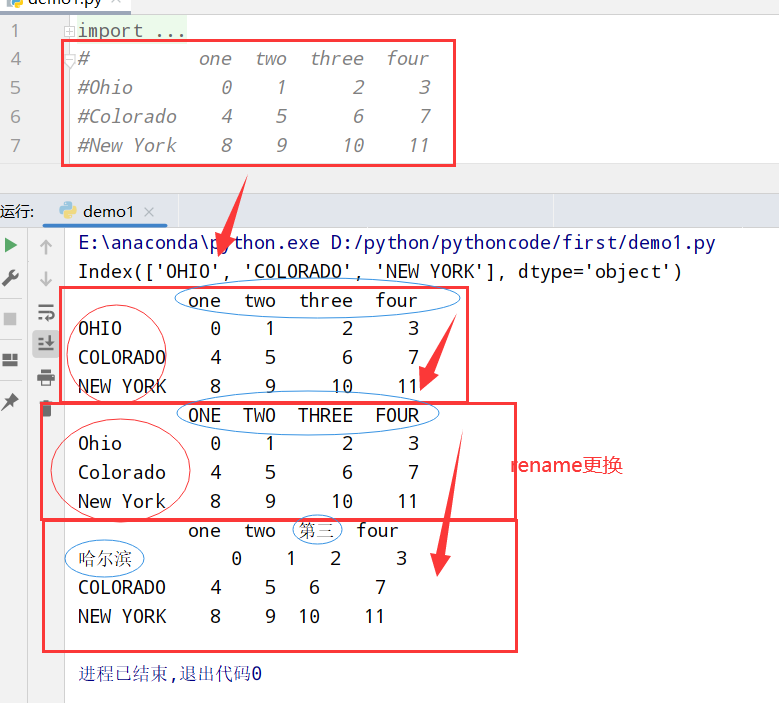 demo1.py
1 import ...
4 # one two three four
5 #Ohio 0 1 2 3
6 #Colorado 4 5 6 7
7 #New York 8 9 10 11
运行: demo1
E:\anaconda\python.exe D:/python/pythoncode/first/demo1.py
Index(['OHIO', 'COLORADO', 'NEW YORK'], dtype='object')
one two three four
OHIO 0 1 2 3
COLORADO 4 5 6 7
NEW YORK 8 9 10 11
ONE TWO THREE FOUR
Ohio 0 1 2 3
Colorado 4 5 6 7
rename更换
New York 8 9 10 11
one two 第三 four
哈尔滨 0 1 2 3
COLORADO 4 5 6 7
NEW YORK 8 9 10 11
进程已结束,退出代码0